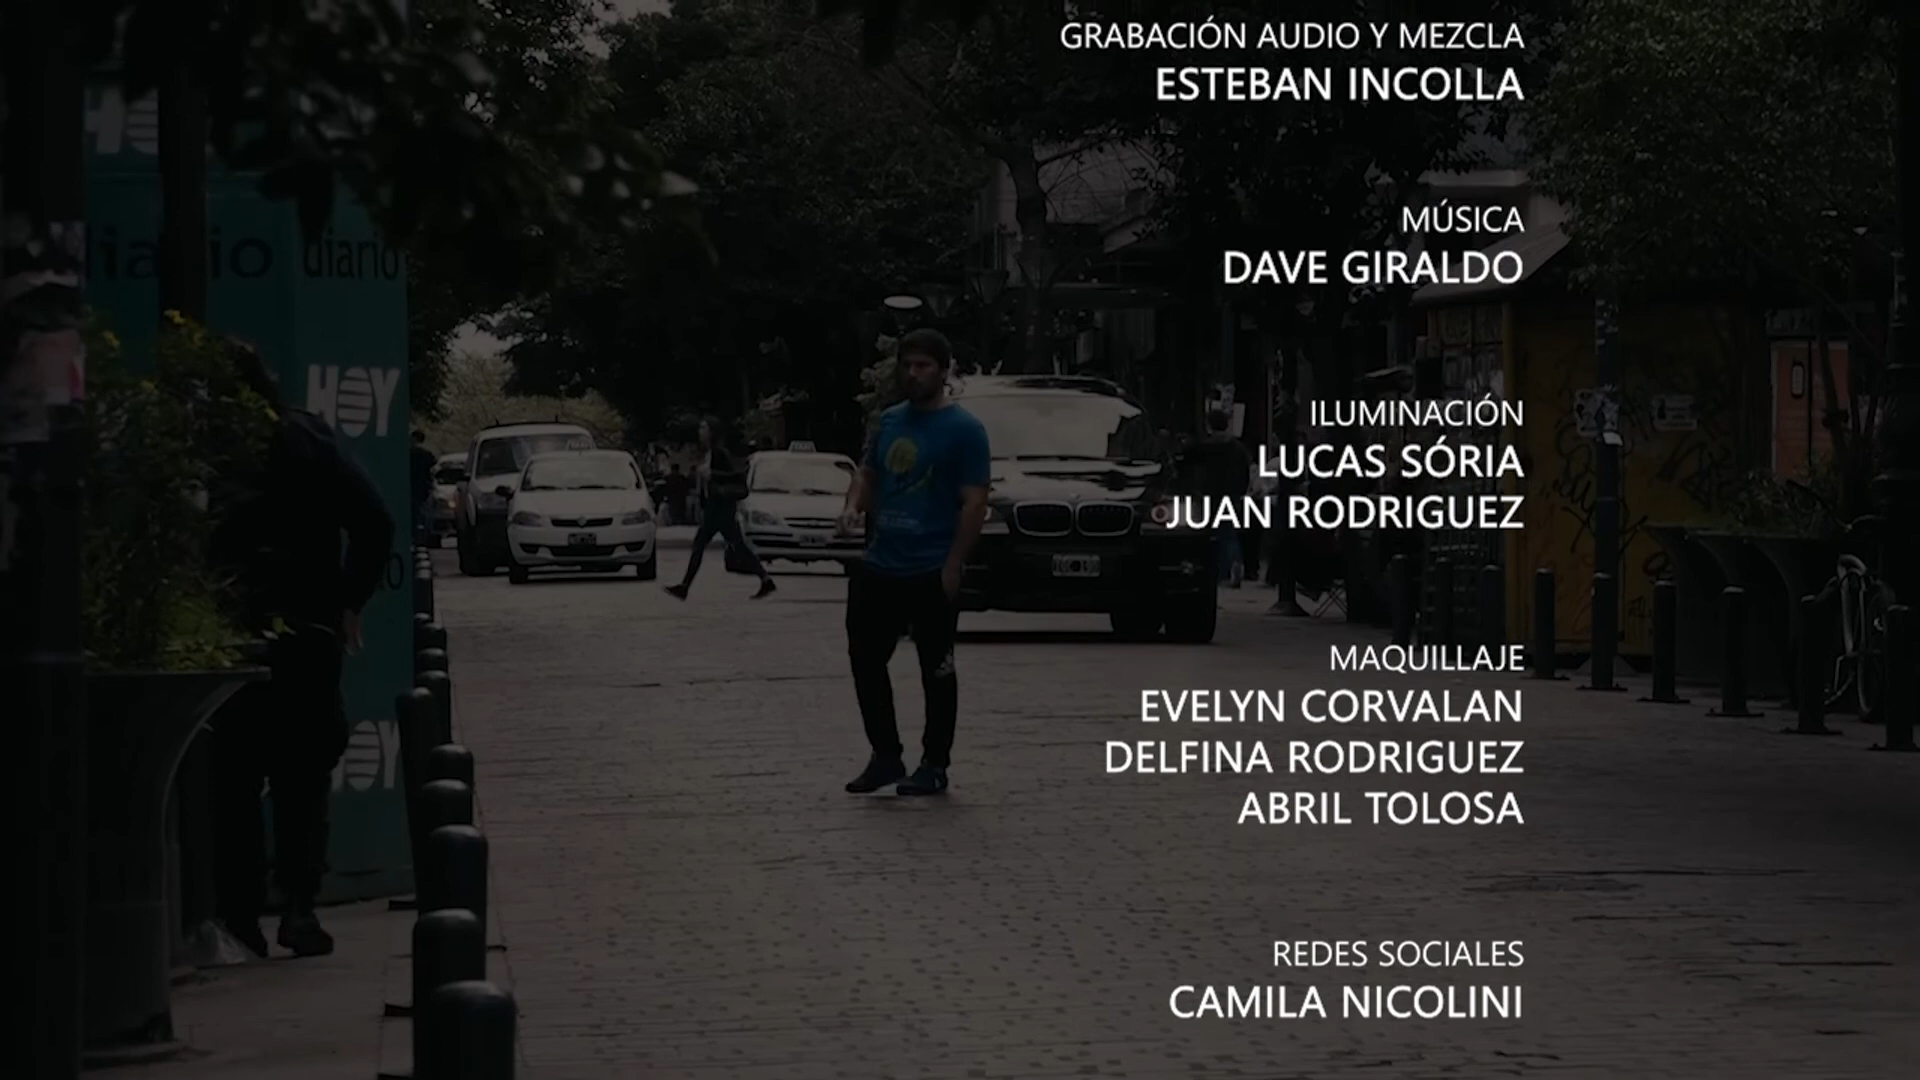 GRABACIÓN AUDIO Y MEZCLA
ESTEBAN INCOLLA
MÚSICA
DAVE GIRALDO
diario diario
HOY
ILUMINACIÓN
LUCAS SÓRIA
JUAN RODRIGUEZ
MAQUILLAJE
EVELYN CORVALAN
DELFINA RODRIGUEZ
ABRIL TOLOSA
REDES SOCIALES
CAMILA NICOLINI